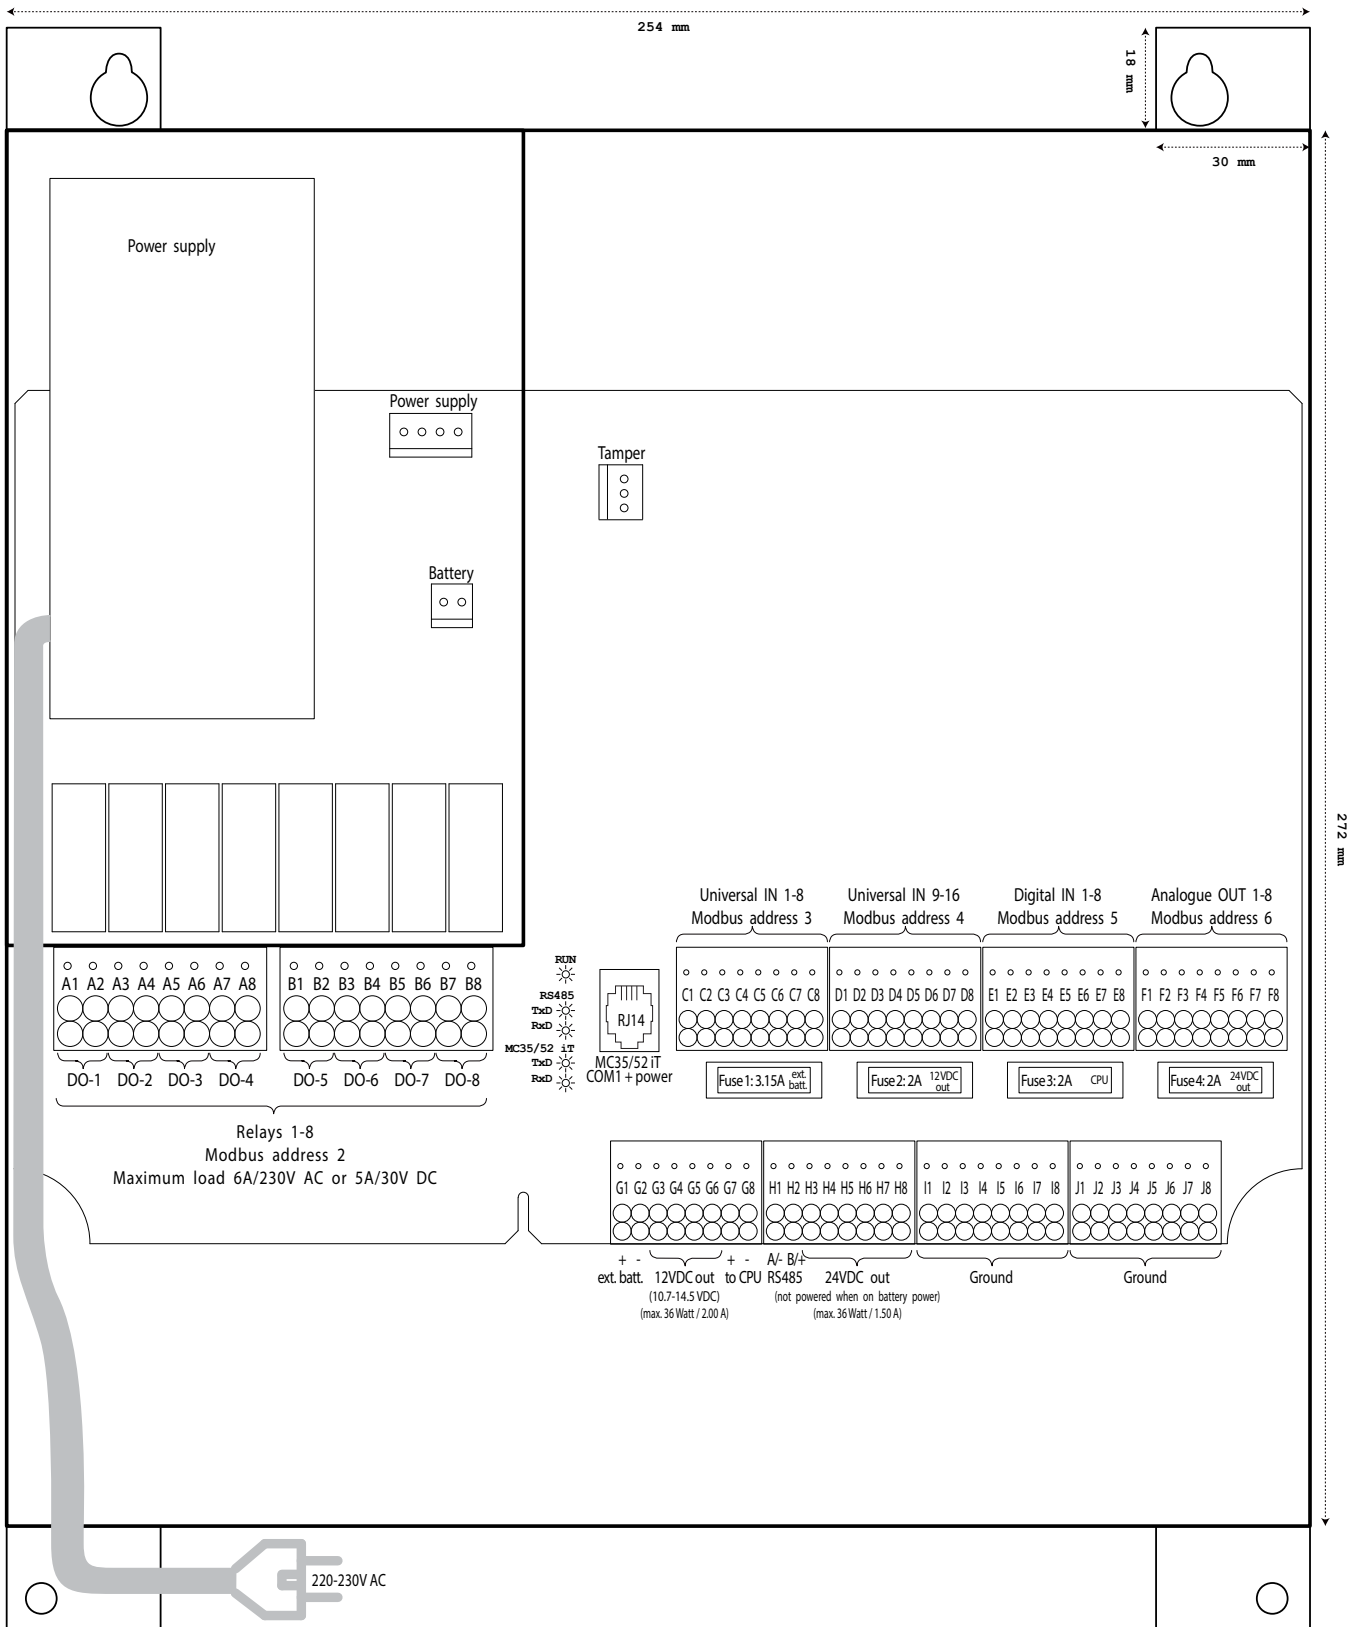 254 mm
18 mm
30 mm
Power supply
Power supply
Tamper
Battery
272 mm
Universal IN 1-8
Modbus address 3
Universal IN 9-16
Modbus address 4
Digital IN 1-8
Modbus address 5
Analogue OUT 1-8
Modbus address 6
A1 A2 A3 A4 A5 A6 A7 A8
B1 B2 B3 B4 B5 B6 B7 B8
RUN
RS485
TxD
RxD
MC35/52 iT
TxD
RxD
RJ14
MC35/52 iT
COM1 + power
C1 C2 C3 C4 C5 C6 C7 C8
D1 D2 D3 D4 D5 D6 D7 D8
E1 E2 E3 E4 E5 E6 E7 E8
F1 F2 F3 F4 F5 F6 F7 F8
DO-1 DO-2 DO-3 DO-4
DO-5 DO-6 DO-7 DO-8
Fuse 1: 3.15A ext. batt.
Fuse 2: 2A 12VDC out
Fuse 3: 2A CPU
Fuse 4: 2A 24VDC out
Relays 1-8
Modbus address 2
Maximum load 6A/230V AC or 5A/30V DC
G1 G2 G3 G4 G5 G6 G7 G8
H1 H2 H3 H4 H5 H6 H7 H8
I1 I2 I3 I4 I5 I6 I7 I8
J1 J2 J3 J4 J5 J6 J7 J8
+ -
ext. batt.
12VDC out
(10.7-14.5 VDC)
(max. 36 Watt / 2.00 A)
+ -
to CPU
A/- B/+
RS485
24VDC out
(not powered when on battery power)
(max. 36 Watt / 1.50 A)
Ground
Ground
220-230V AC